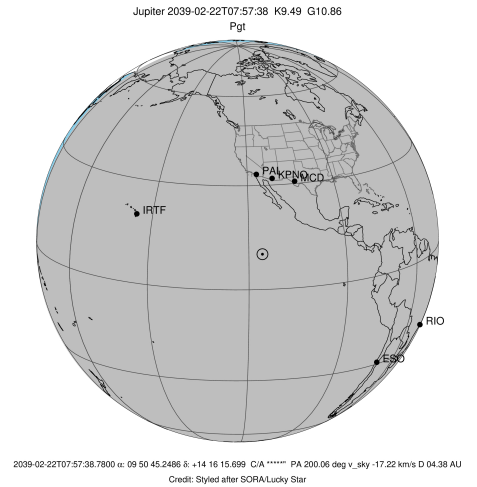 Jupiter 2039-02-22T07:57:38 K9.49 G10.86
Pgt
PAL KPNO MCD
IRTF
RIO
ESO
2039-02-22T07:57:38.7800 α: 09 50 45.2486 δ: +14 16 15.699 C/A *****" PA 200.06 deg v_sky -17.22 km/s D 04.38 AU
Credit: Styled after SORA/Lucky Star